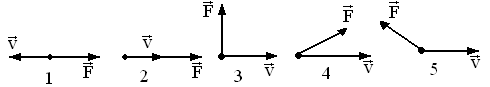 v⃗ 1 F⃗
v⃗ 2 F⃗
F⃗ 3 v⃗
F⃗ 4 v⃗
F⃗ 5 v⃗